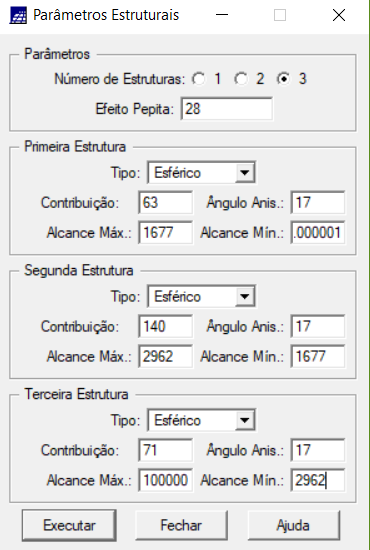 Parâmetros Estruturais
Parâmetros
Número de Estruturas: 1 2 3
Efeito Pepita: 28
Primeira Estrutura
Tipo: Esférico
Contribuição: 63 Ângulo Anis.: 17
Alcance Máx.: 1677 Alcance Mín.: .000001
Segunda Estrutura
Tipo: Esférico
Contribuição: 140 Ângulo Anis.: 17
Alcance Máx.: 2962 Alcance Mín.: 1677
Terceira Estrutura
Tipo: Esférico
Contribuição: 71 Ângulo Anis.: 17
Alcance Máx.: 100000 Alcance Mín.: 2962
Executar Fechar Ajuda